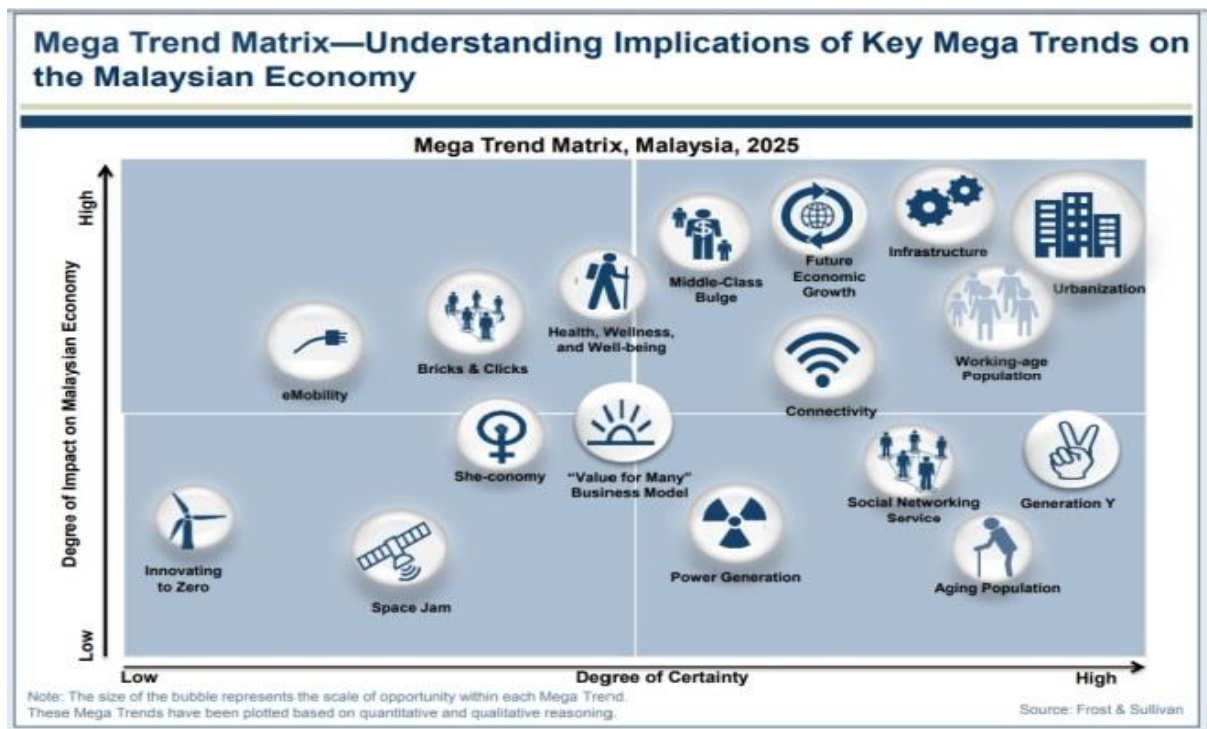 Mega Trend Matrix—Understanding Implications of Key Mega Trends on
the Malaysian Economy
Mega Trend Matrix, Malaysia, 2025
High
Degree of Impact on Malaysian Economy
Low
Middle-Class
Bulge
Future
Economic
Growth
Infrastructure
Urbanization
Health, Wellness,
and Well-being
Bricks & Clicks
eMobility
Working-age
Population
Connectivity
She-conomy
"Value for Many"
Business Model
Social Networking
Service
Generation Y
Innovating
to Zero
Space Jam
Power Generation
Aging Population
Low
Degree of Certainty
High
Note: The size of the bubble represents the scale of opportunity within each Mega Trend.
These Mega Trends have been plotted based on quantitative and qualitative reasoning.
Source: Frost & Sullivan